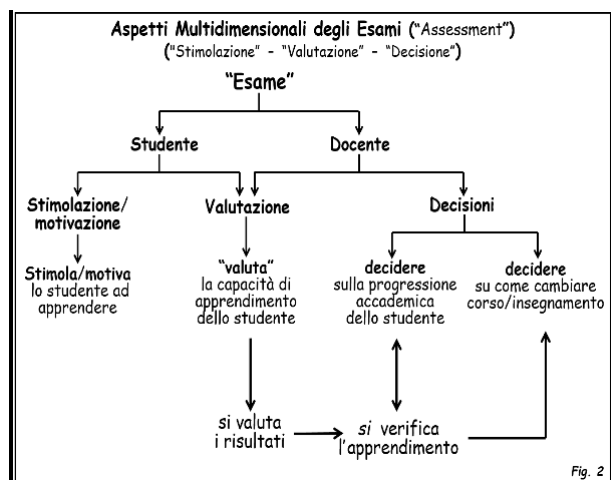 Aspetti Multidimensionali degli Esami ("Assessment")
("Stimolazione" - "Valutazione" - "Decisione")
"Esame"
Studente
Docente
Stimolazione/
motivazione
Valutazione
Decisioni
Stimola/motiva
lo studente ad
apprendere
"valuta"
la capacità di
apprendimento
dello studente
decidere
sulla progressione
accademica
dello studente
decidere
su come cambiare
corso/insegnamento
si valuta
i risultati
si verifica
l'apprendimento
Fig. 2